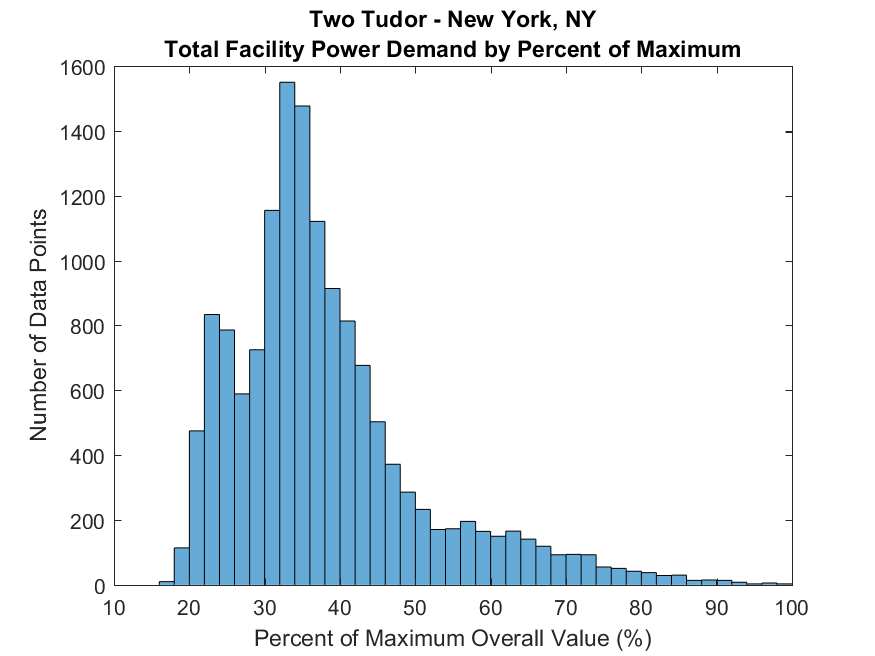 Two Tudor - New York, NY
Total Facility Power Demand by Percent of Maximum
1600
1400
1200
1000
800
600
400
200
0
Number of Data Points
10 20 30 40 50 60 70 80 90 100
Percent of Maximum Overall Value (%)